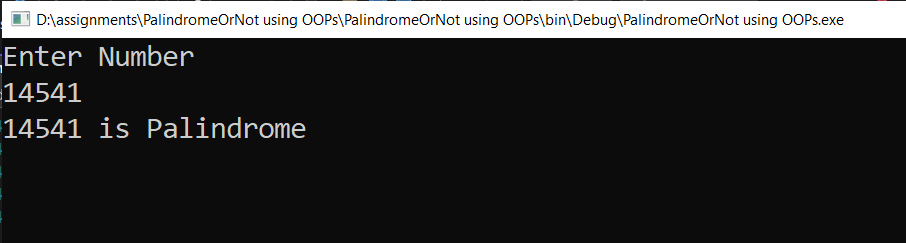 D:\assignments\PalindromeOrNot using OOPs\PalindromeOrNot using OOPs\bin\Debug\PalindromeOrNot using OOPs.exe
Enter Number
14541
14541 is Palindrome